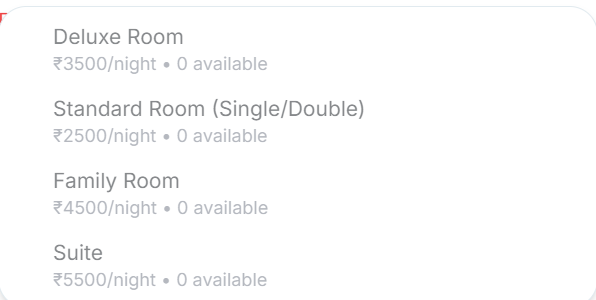 Deluxe Room
₹3500/night • 0 available
Standard Room (Single/Double)
₹2500/night • 0 available
Family Room
₹4500/night • 0 available
Suite
₹5500/night • 0 available